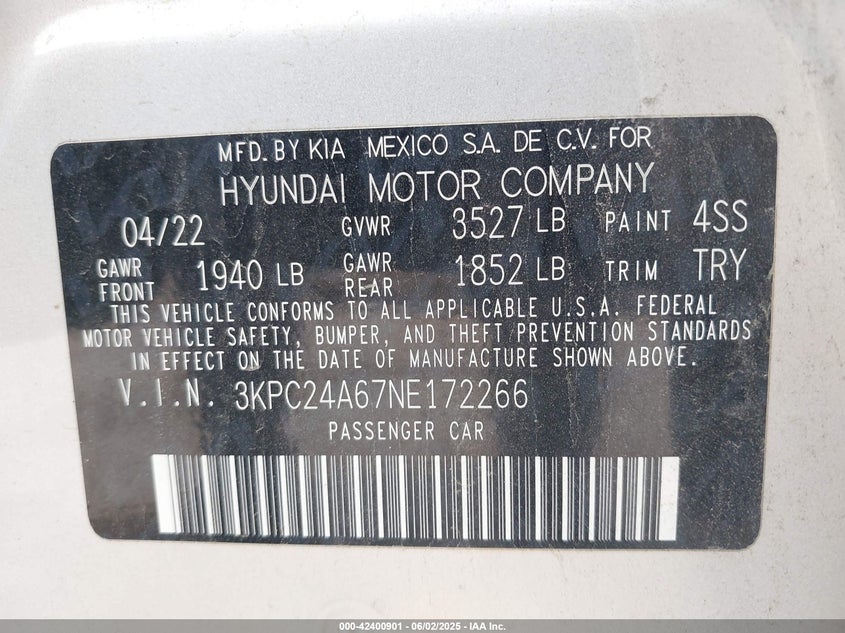 MFD. BY KIA MEXICO S.A. DE C.V. FOR
HYUNDAI MOTOR COMPANY
04/22 GVWR 3527 LB PAINT 4SS
GAWR FRONT 1940 LB GAWR REAR 1852 LB TRIM TRY
THIS VEHICLE CONFORMS TO ALL APPLICABLE U.S.A. FEDERAL
MOTOR VEHICLE SAFETY, BUMPER, AND THEFT PREVENTION STANDARDS
IN EFFECT ON THE DATE OF MANUFACTURE SHOWN ABOVE.
V.I.N. 3KPC24A67NE172266
PASSENGER CAR
000-42400901 - 06/02/2025 - IAA Inc.